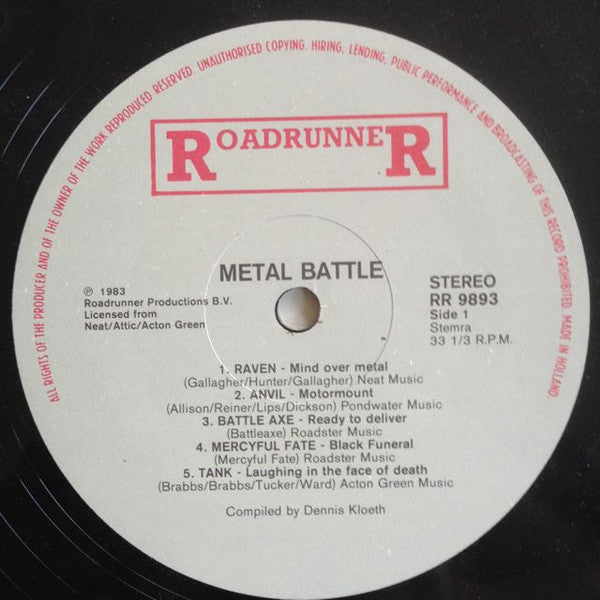 ALL RIGHTS OF THE PRODUCER AND OF THE OWNER OF THE WORK REPRODUCED RESERVED. UNAUTHORISED COPYING, HIRING, LENDING, PUBLIC PERFORMANCE AND BROADCASTING OF THIS RECORD PROHIBITED. MADE IN HOLLAND.
ROADRUNNER
METAL BATTLE
℗ 1983
Roadrunner Productions B.V.
Licensed from
Neat/Attic/Acton Green
STEREO
RR 9893
Side 1
Stemra
33 1/3 R.P.M.
1. RAVEN - Mind over metal
(Gallagher/Hunter/Gallagher) Neat Music
2. ANVIL - Motormount
(Allison/Reiner/Lips/Dickson) Pondwater Music
3. BATTLE AXE - Ready to deliver
(Battleaxe) Roadster Music
4. MERCYFUL FATE - Black Funeral
(Mercyful Fate) Roadster Music
5. TANK - Laughing in the face of death
(Brabbs/Brabbs/Tucker/Ward) Acton Green Music
Compiled by Dennis Kloeth